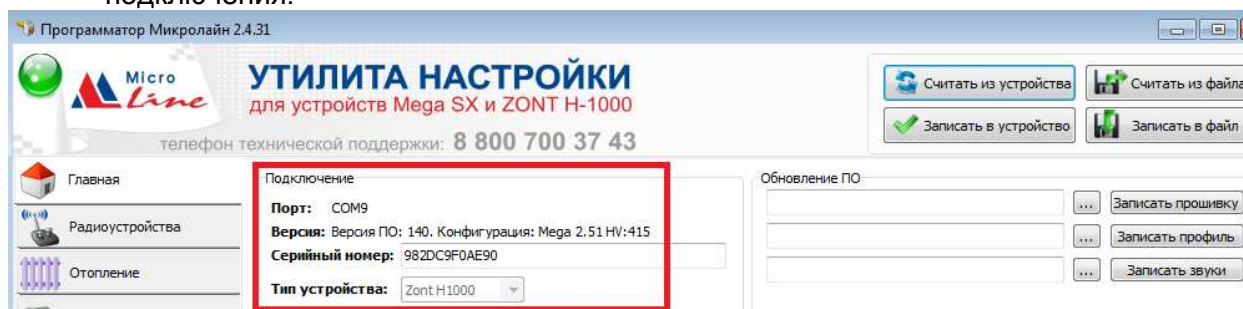 подключения.
Программатор Микролайн 2.4.31
Micro Line
УТИЛИТА НАСТРОЙКИ
для устройств Mega SX и ZONT H-1000
телефон технической поддержки: 8 800 700 37 43
Считать из устройства
Считать из файла
Записать в устройство
Записать в файл
Главная
Радиоустройства
Отопление
Подключение
Порт: COM9
Версия: Версия ПО: 140. Конфигурация: Mega 2.51 HV:415
Серийный номер: 982DC9F0AE90
Тип устройства: Zont H1000
Обновление ПО
... Записать прошивку
... Записать профиль
... Записать звуки